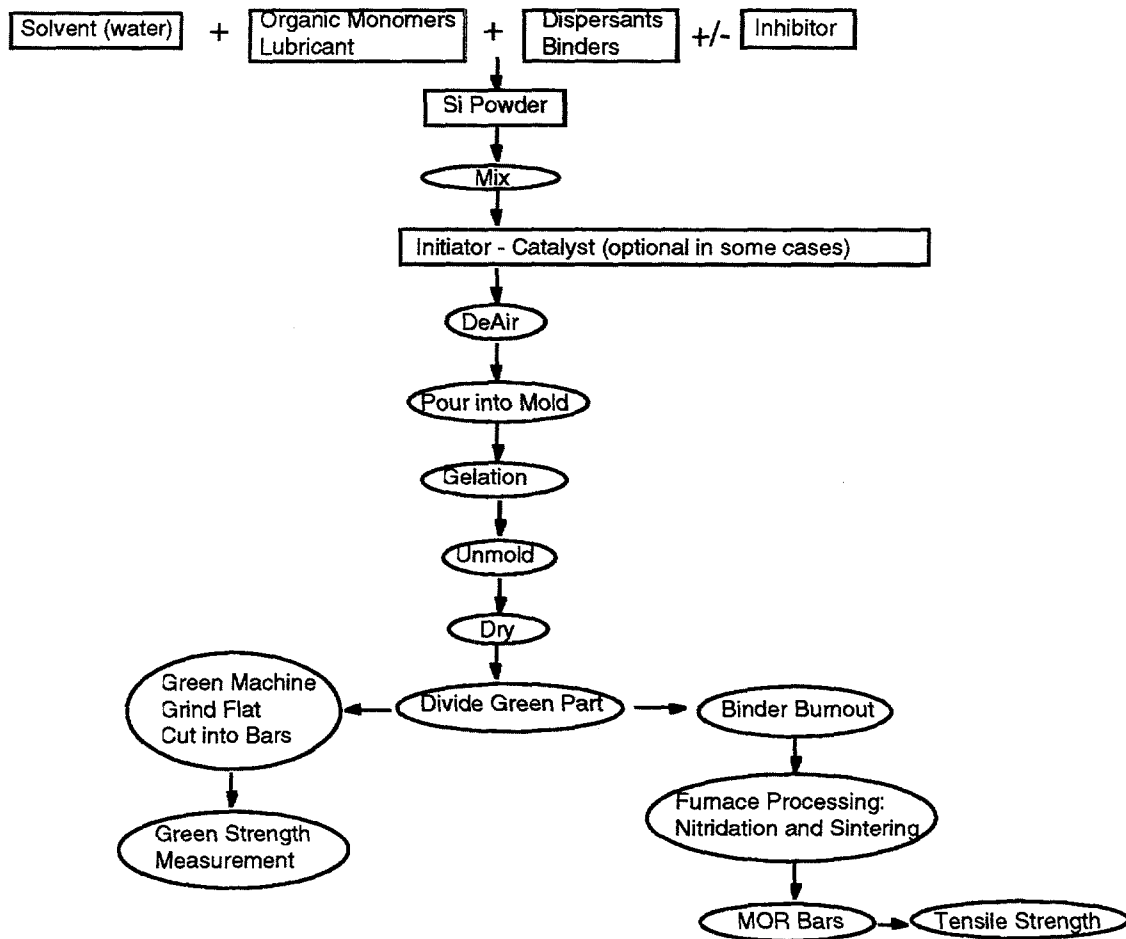 Solvent (water) + Organic Monomers + Dispersants +/- Inhibitor
Lubricant Binders
Si Powder
Mix
Initiator - Catalyst (optional in some cases)
DeAir
Pour into Mold
Gelation
Unmold
Dry
Green Machine
Grind Flat
Cut into Bars
Divide Green Part
Binder Burnout
Green Strength
Measurement
Furnace Processing:
Nitridation and Sintering
MOR Bars
Tensile Strength